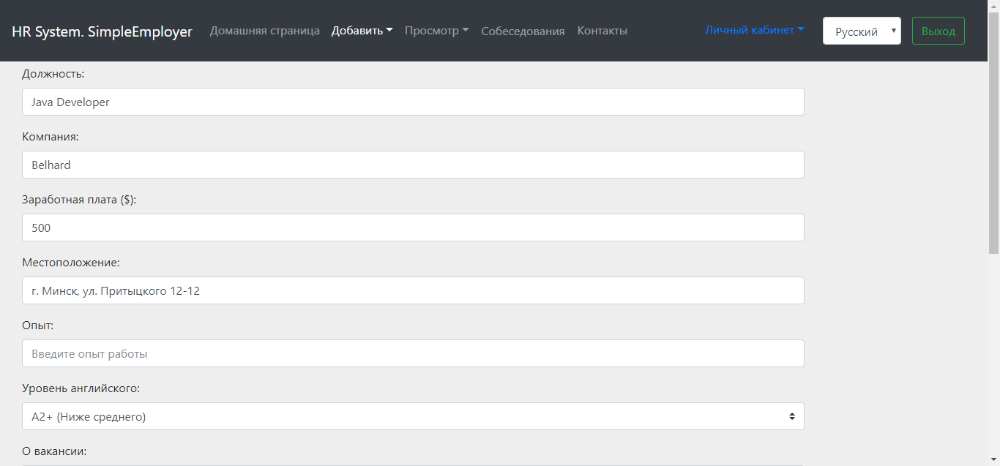 HR System. SimpleEmployer Домашняя страница Добавить Просмотр Собеседования Контакты Личный кабинет Русский Выход
Должность:
Java Developer
Компания:
Belhard
Заработная плата ($):
500
Местоположение:
г. Минск, ул. Притыцкого 12-12
Опыт:
Введите опыт работы
Уровень английского:
A2+ (Ниже среднего)
О вакансии: